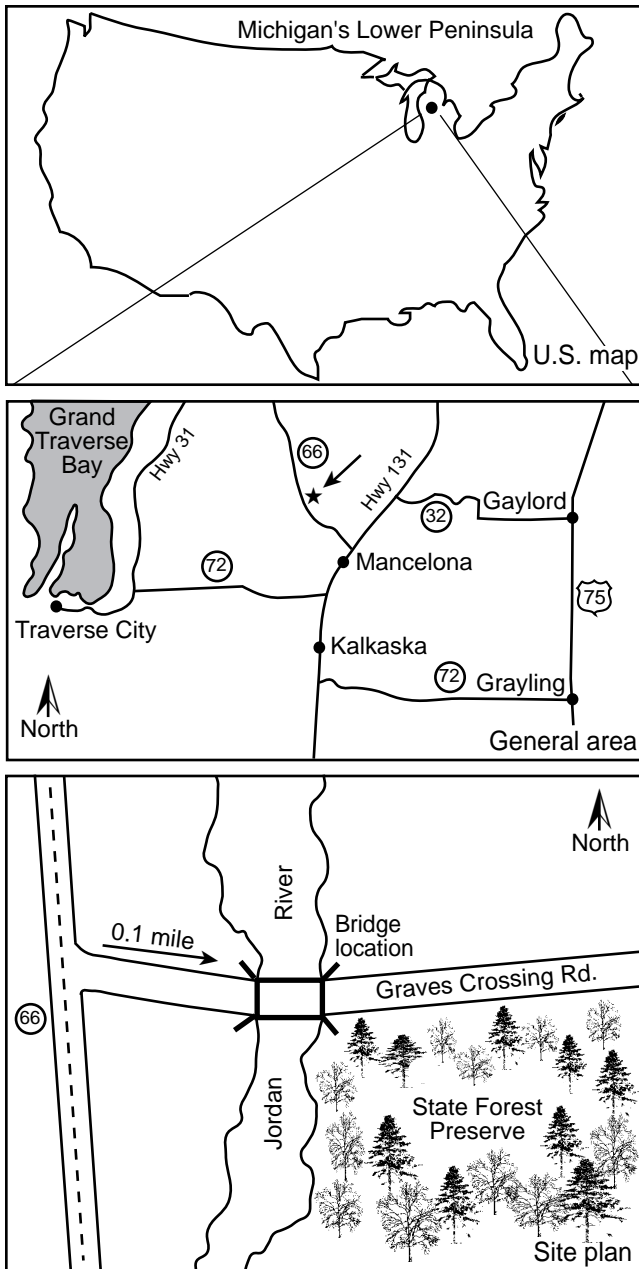 Michigan's Lower Peninsula
U.S. map
Grand
Traverse
Bay
Hwy 31
66
Hwy 131
32
Gaylord
72
Mancelona
75
Traverse City
Kalkaska
72
Grayling
North
General area
North
River
0.1 mile
Bridge
location
Graves Crossing Rd.
66
Jordan
State Forest
Preserve
Site plan